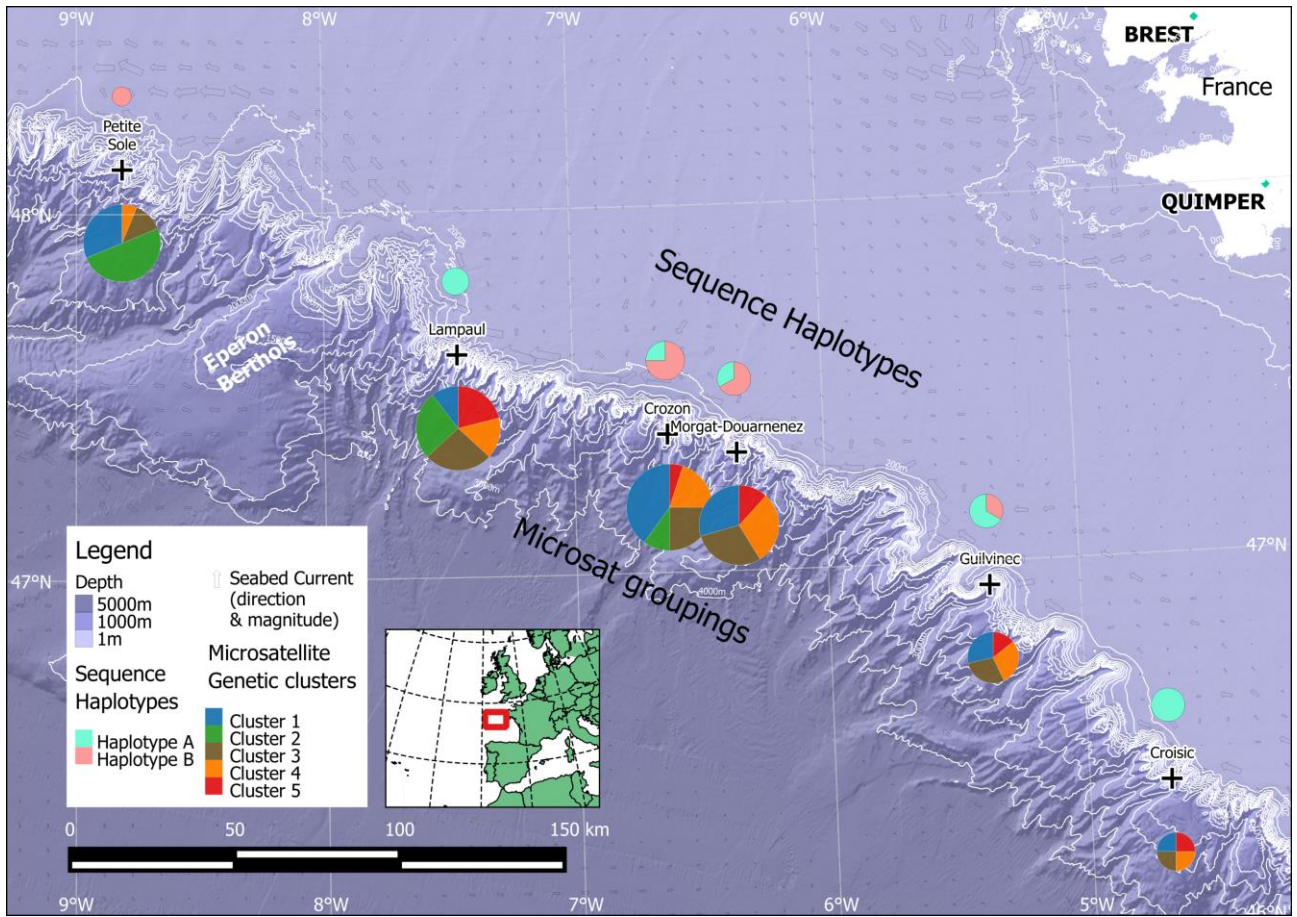 9°W
8°W
7°W
6°W
5°W
BREST
France
QUIMPER
Petite
Sole
48°N
Eperon
Berthois
Lampaul
Sequence Haplotypes
Crozon
Morgat-Douarnenez
Microsat groupings
4000m
Guilvinec
47°N
47°N
Croisic
Legend
Depth
5000m
1000m
1m
Sequence
Haplotypes
Haplotype A
Haplotype B
Seabed Current
(direction
& magnitude)
Microsatellite
Genetic clusters
Cluster 1
Cluster 2
Cluster 3
Cluster 4
Cluster 5
0
50
100
150 km
9°W
8°W
7°W
6°W
5°W
46°N